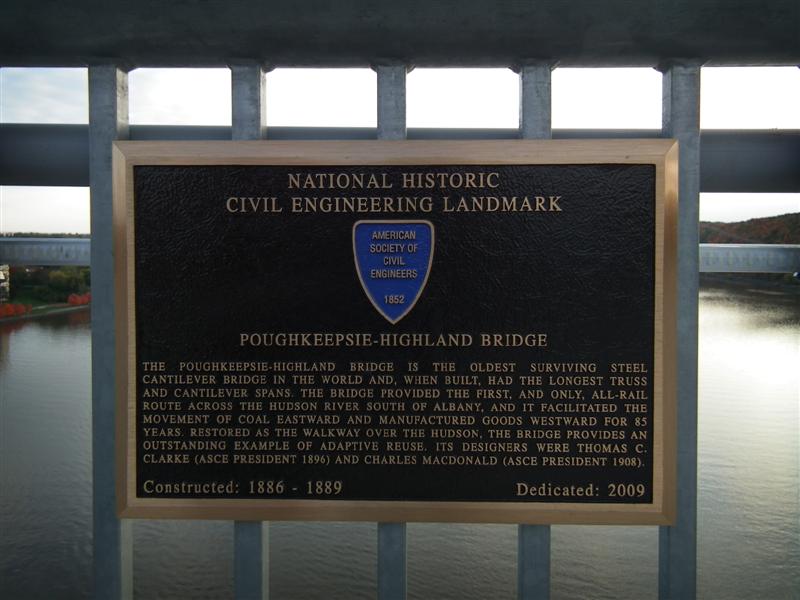 NATIONAL HISTORIC
CIVIL ENGINEERING LANDMARK
AMERICAN
SOCIETY OF
CIVIL
ENGINEERS
1852
POUGHKEEPSIE-HIGHLAND BRIDGE
THE POUGHKEEPSIE-HIGHLAND BRIDGE IS THE OLDEST SURVIVING STEEL
CANTILEVER BRIDGE IN THE WORLD AND, WHEN BUILT, HAD THE LONGEST TRUSS
AND CANTILEVER SPANS. THE BRIDGE PROVIDED THE FIRST, AND ONLY, ALL-RAIL
ROUTE ACROSS THE HUDSON RIVER SOUTH OF ALBANY, AND IT FACILITATED THE
MOVEMENT OF COAL EASTWARD AND MANUFACTURED GOODS WESTWARD FOR 85
YEARS. RESTORED AS THE WALKWAY OVER THE HUDSON, THE BRIDGE PROVIDES AN
OUTSTANDING EXAMPLE OF ADAPTIVE REUSE. ITS DESIGNERS WERE THOMAS C.
CLARKE (ASCE PRESIDENT 1896) AND CHARLES MACDONALD (ASCE PRESIDENT 1908).
Constructed: 1886 - 1889
Dedicated: 2009